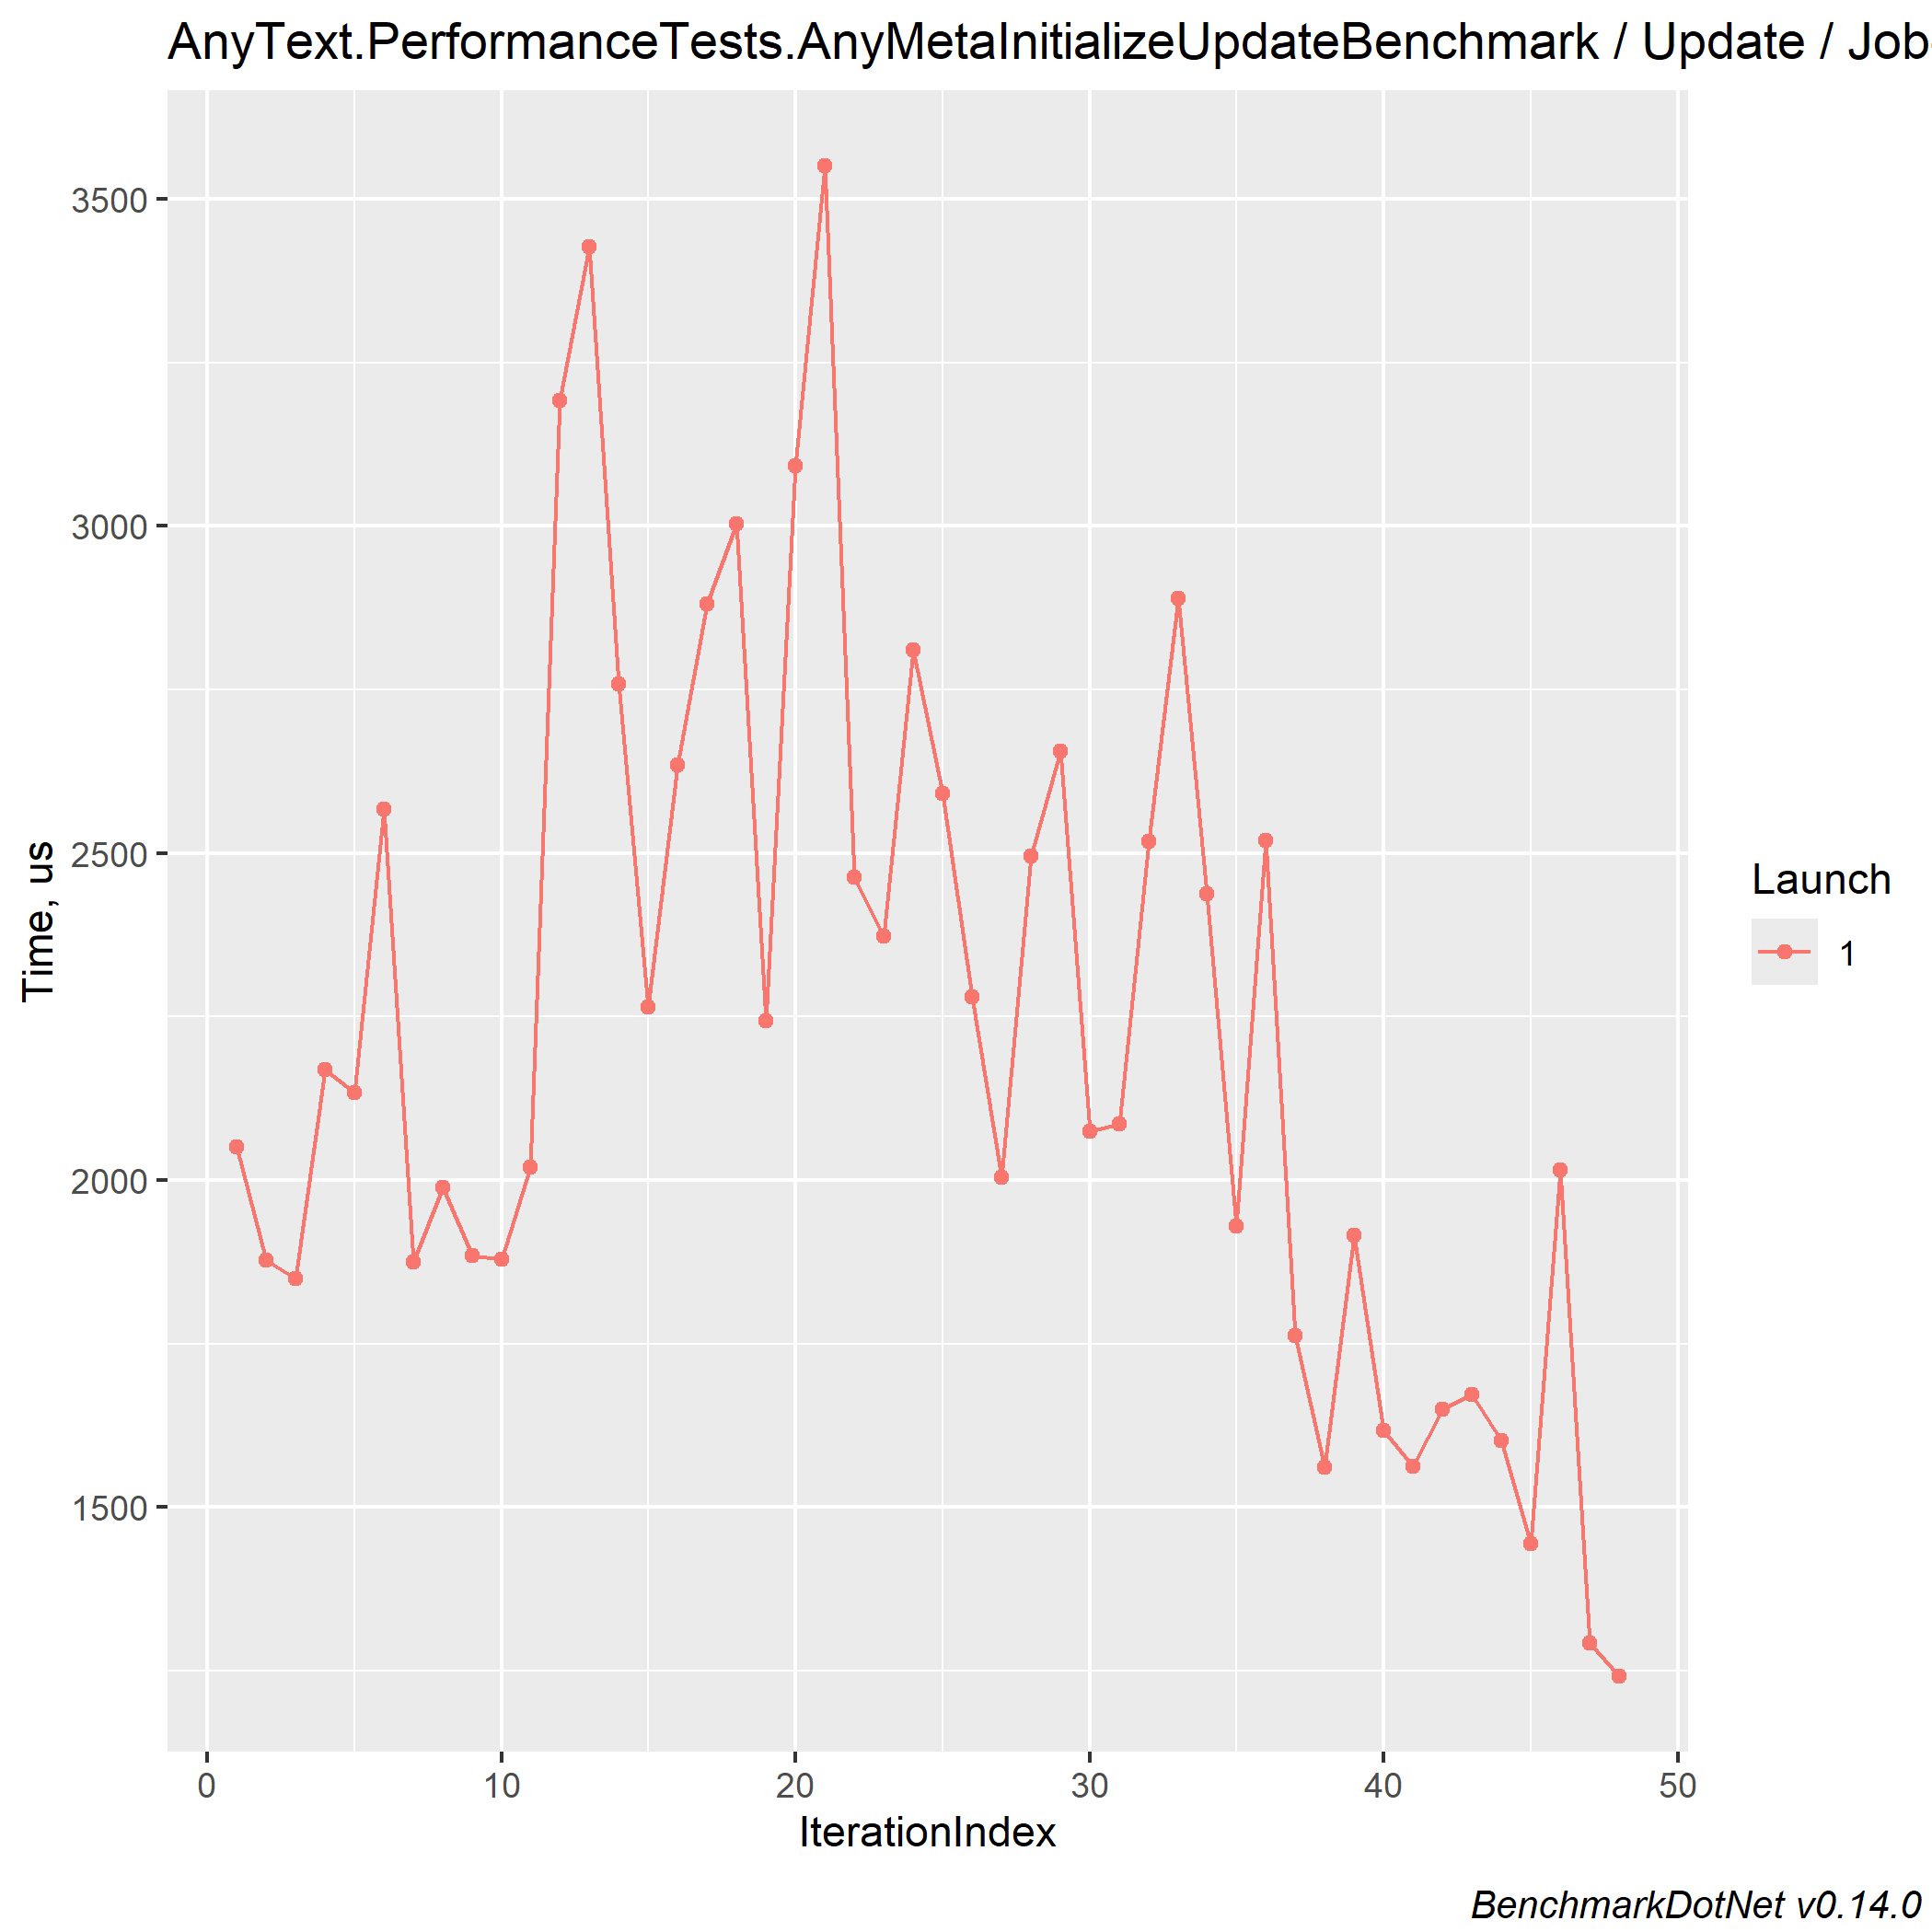 AnyText.PerformanceTests.AnyMetaInitializeUpdateBenchmark / Update / Job
3500
3000
2500
2000
1500
Time, us
0 10 20 30 40 50
IterationIndex
Launch
1
BenchmarkDotNet v0.14.0